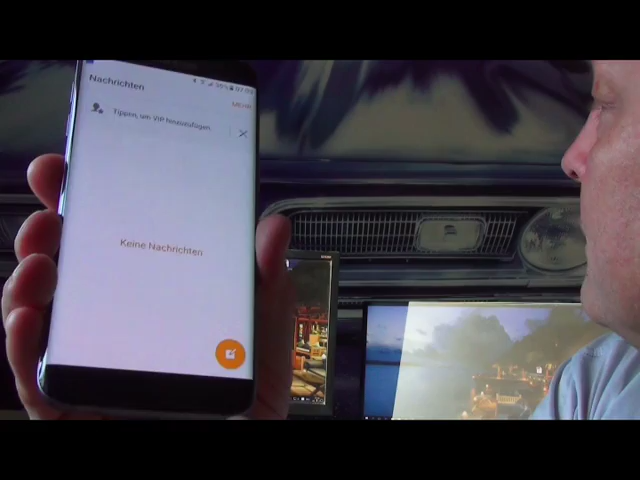 Nachrichten
MEHR
Tippen, um VIP hinzuzufügen
Keine Nachrichten